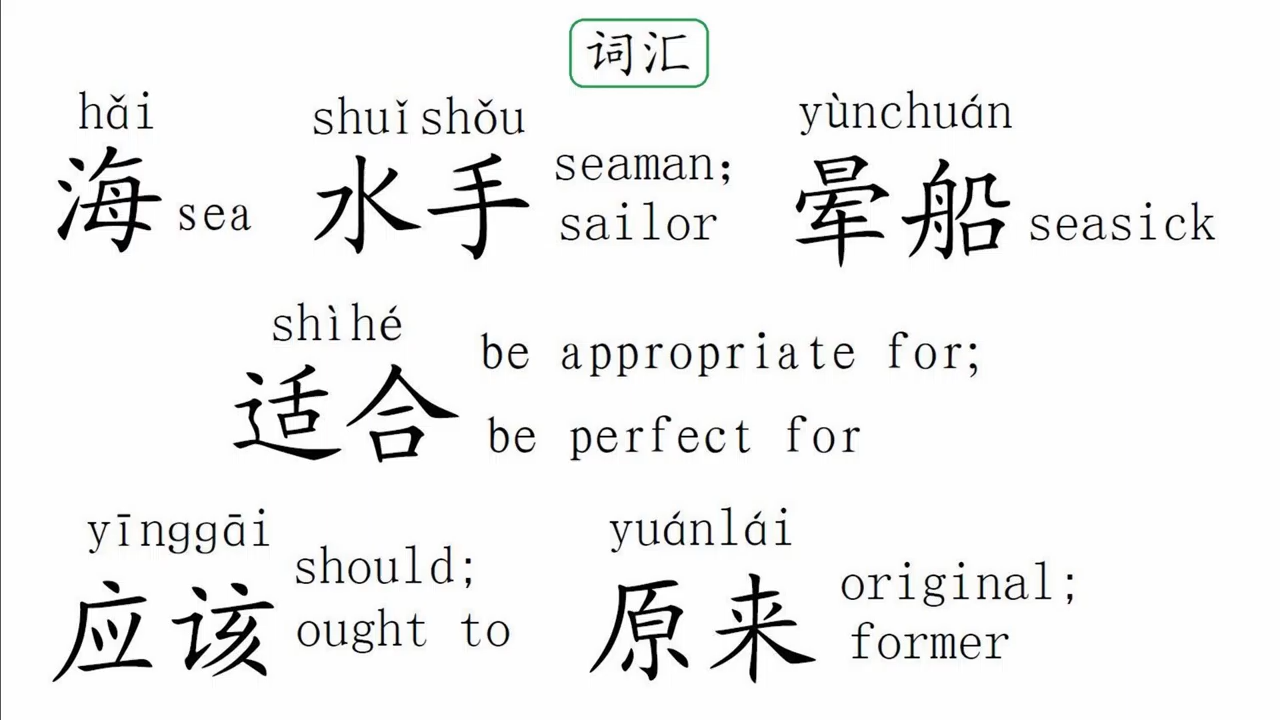 词汇
hǎi
海 sea
shuǐshǒu
水手 seaman;
sailor
yùnchuán
晕船 seasick
shìhé
适合 be appropriate for;
be perfect for
yīnggāi
应该 should;
ought to
yuánlái
原来 original;
former